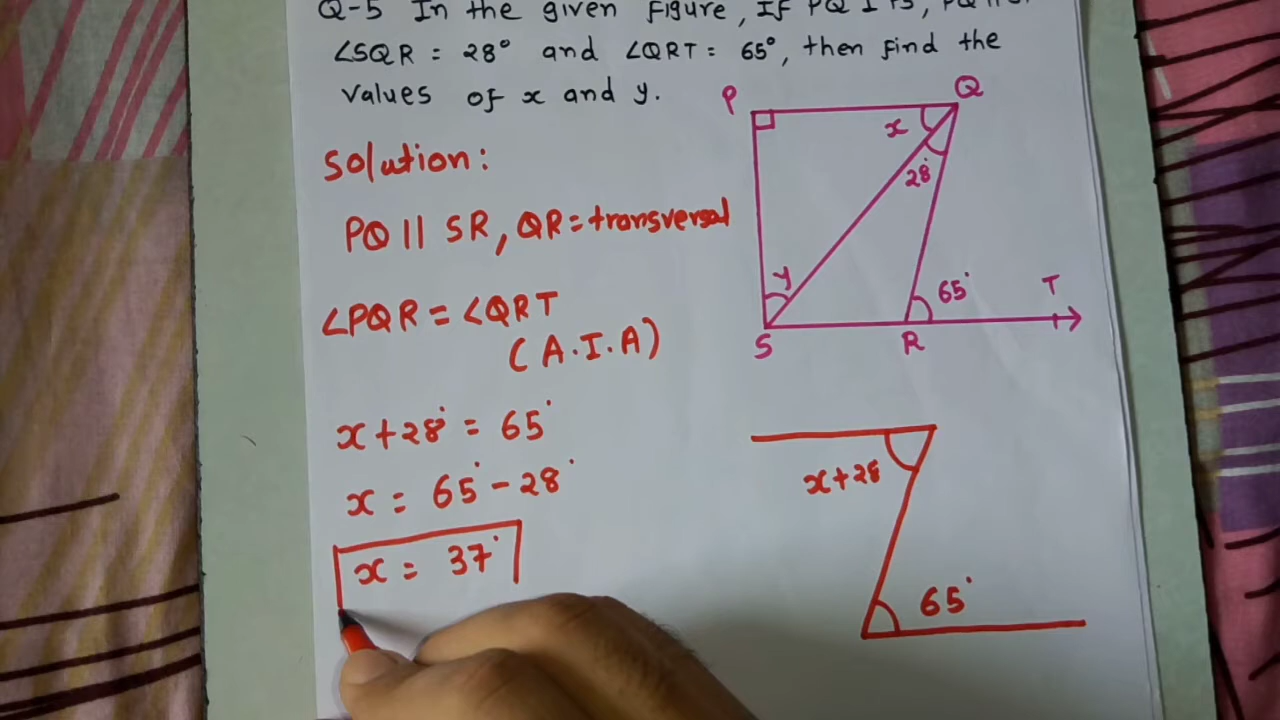 Q-5 In the given figure, If PQ ⊥ PS, PQ ||
∠SQR = 28° and ∠QRT = 65°, then find the
values of x and y.
P
Q
x
28°
Solution:
PQ || SR, QR = transversal
y
65°
T
S
R
∠PQR = ∠QRT
(A.I.A)
x+28° = 65°
x = 65° - 28°
x = 37°
x+28
65°